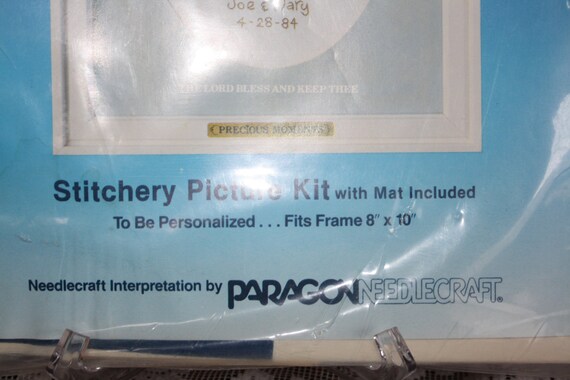 Joe & Mary
4-28-84
THE LORD BLESS AND KEEP THEE
PRECIOUS MOMENTS
Stitchery Picture Kit with Mat Included
To Be Personalized . . . Fits Frame 8" x 10"
Needlecraft Interpretation by PARAGON NEEDLECRAFT®